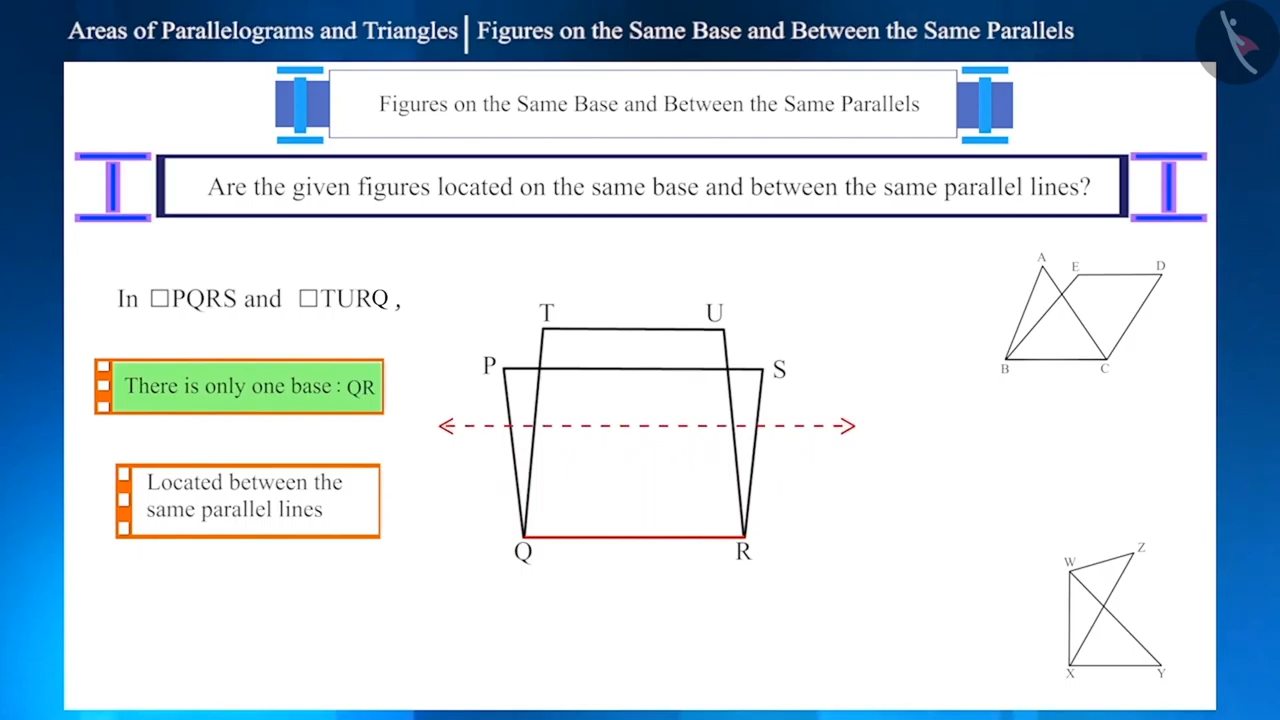 Areas of Parallelograms and Triangles | Figures on the Same Base and Between the Same Parallels
Figures on the Same Base and Between the Same Parallels
Are the given figures located on the same base and between the same parallel lines?
In □PQRS and □TURQ ,
There is only one base : QR
Located between the
same parallel lines
T U
P S
Q R
A E D
B C
W Z
X Y